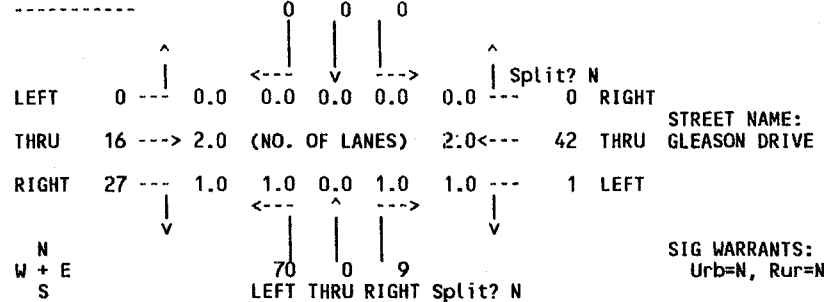 -----------          0     0    0
^ ^
<--- v ---> Split? N
LEFT 0 --- 0.0 0.0 0.0 0.0 0.0 --- 0 RIGHT
STREET NAME:
THRU 16 ---> 2.0 (NO. OF LANES) 2.0<--- 42 THRU GLEASON DRIVE
RIGHT 27 --- 1.0 1.0 0.0 1.0 1.0 --- 1 LEFT
<--- ^ --->
v v
N SIG WARRANTS:
W + E 70 0 9 Urb=N, Rur=N
S LEFT THRU RIGHT Split? N